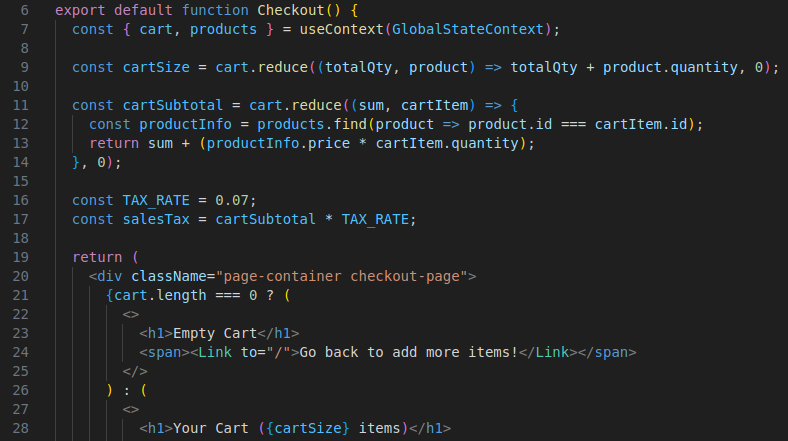 6 export default function Checkout() {
7   const { cart, products } = useContext(GlobalStateContext);
8
9   const cartSize = cart.reduce((totalQty, product) => totalQty + product.quantity, 0);
10
11   const cartSubtotal = cart.reduce((sum, cartItem) => {
12     const productInfo = products.find(product => product.id === cartItem.id);
13     return sum + (productInfo.price * cartItem.quantity);
14   }, 0);
15
16   const TAX_RATE = 0.07;
17   const salesTax = cartSubtotal * TAX_RATE;
18
19   return (
20     <div className="page-container checkout-page">
21       {cart.length === 0 ? (
22         <>
23           <h1>Empty Cart</h1>
24           <span><Link to="/">Go back to add more items!</Link></span>
25         </>
26       ) : (
27         <>
28           <h1>Your Cart ({cartSize} items)</h1>